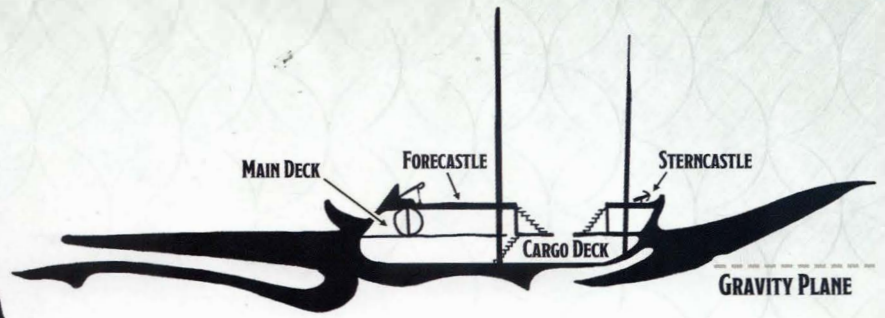 MAIN DECK
FORECASTLE
STERNCASTLE
CARGO DECK
GRAVITY PLANE